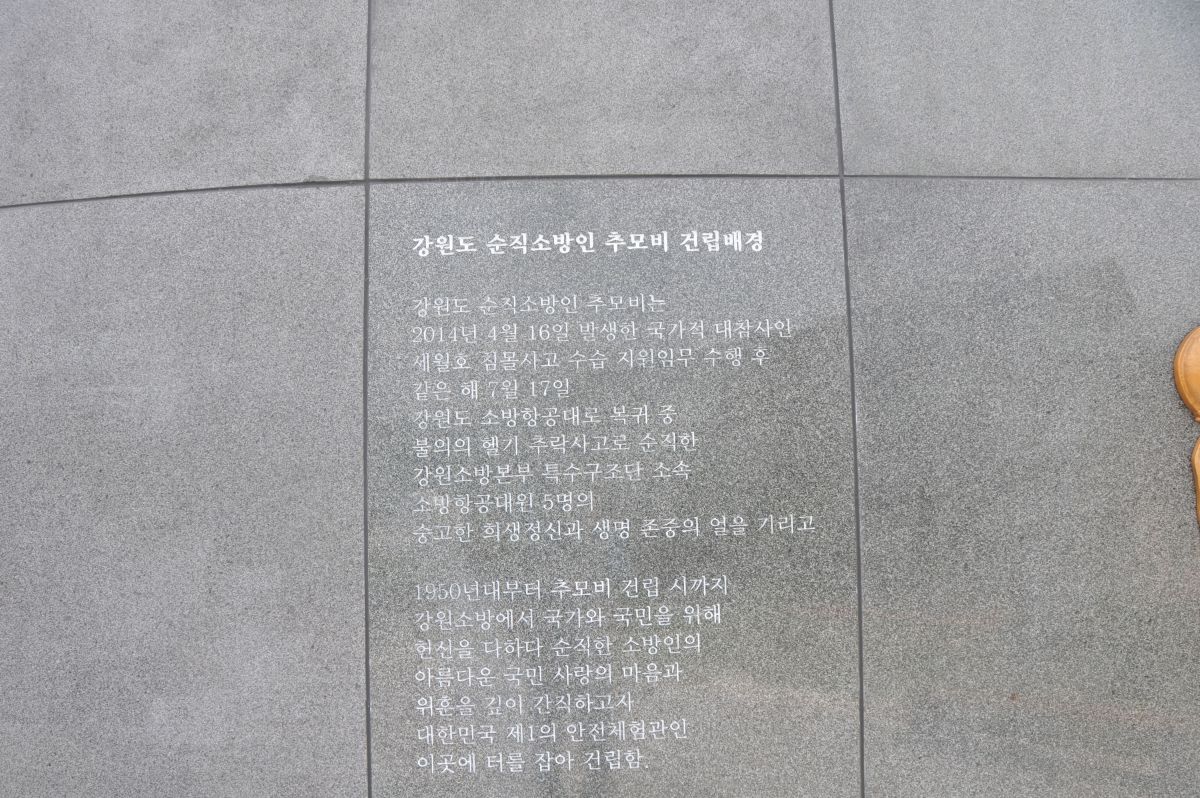 강원도 순직소방인 추모비 건립배경
강원도 순직소방인 추모비는
2014년 4월 16일 발생한 국가적 대참사인
세월호 침몰사고 수습 지원임무 수행 후
같은 해 7월 17일
강원도 소방항공대로 복귀 중
불의의 헬기 추락사고로 순직한
강원소방본부 특수구조단 소속
소방항공대원 5명의
숭고한 희생정신과 생명 존중의 얼을 기리고
1950년대부터 추모비 건립 시까지
강원소방에서 국가와 국민을 위해
헌신을 다하다 순직한 소방인의
아름다운 국민 사랑의 마음과
위훈을 깊이 간직하고자
대한민국 제1의 안전체험관인
이곳에 터를 잡아 건립함.